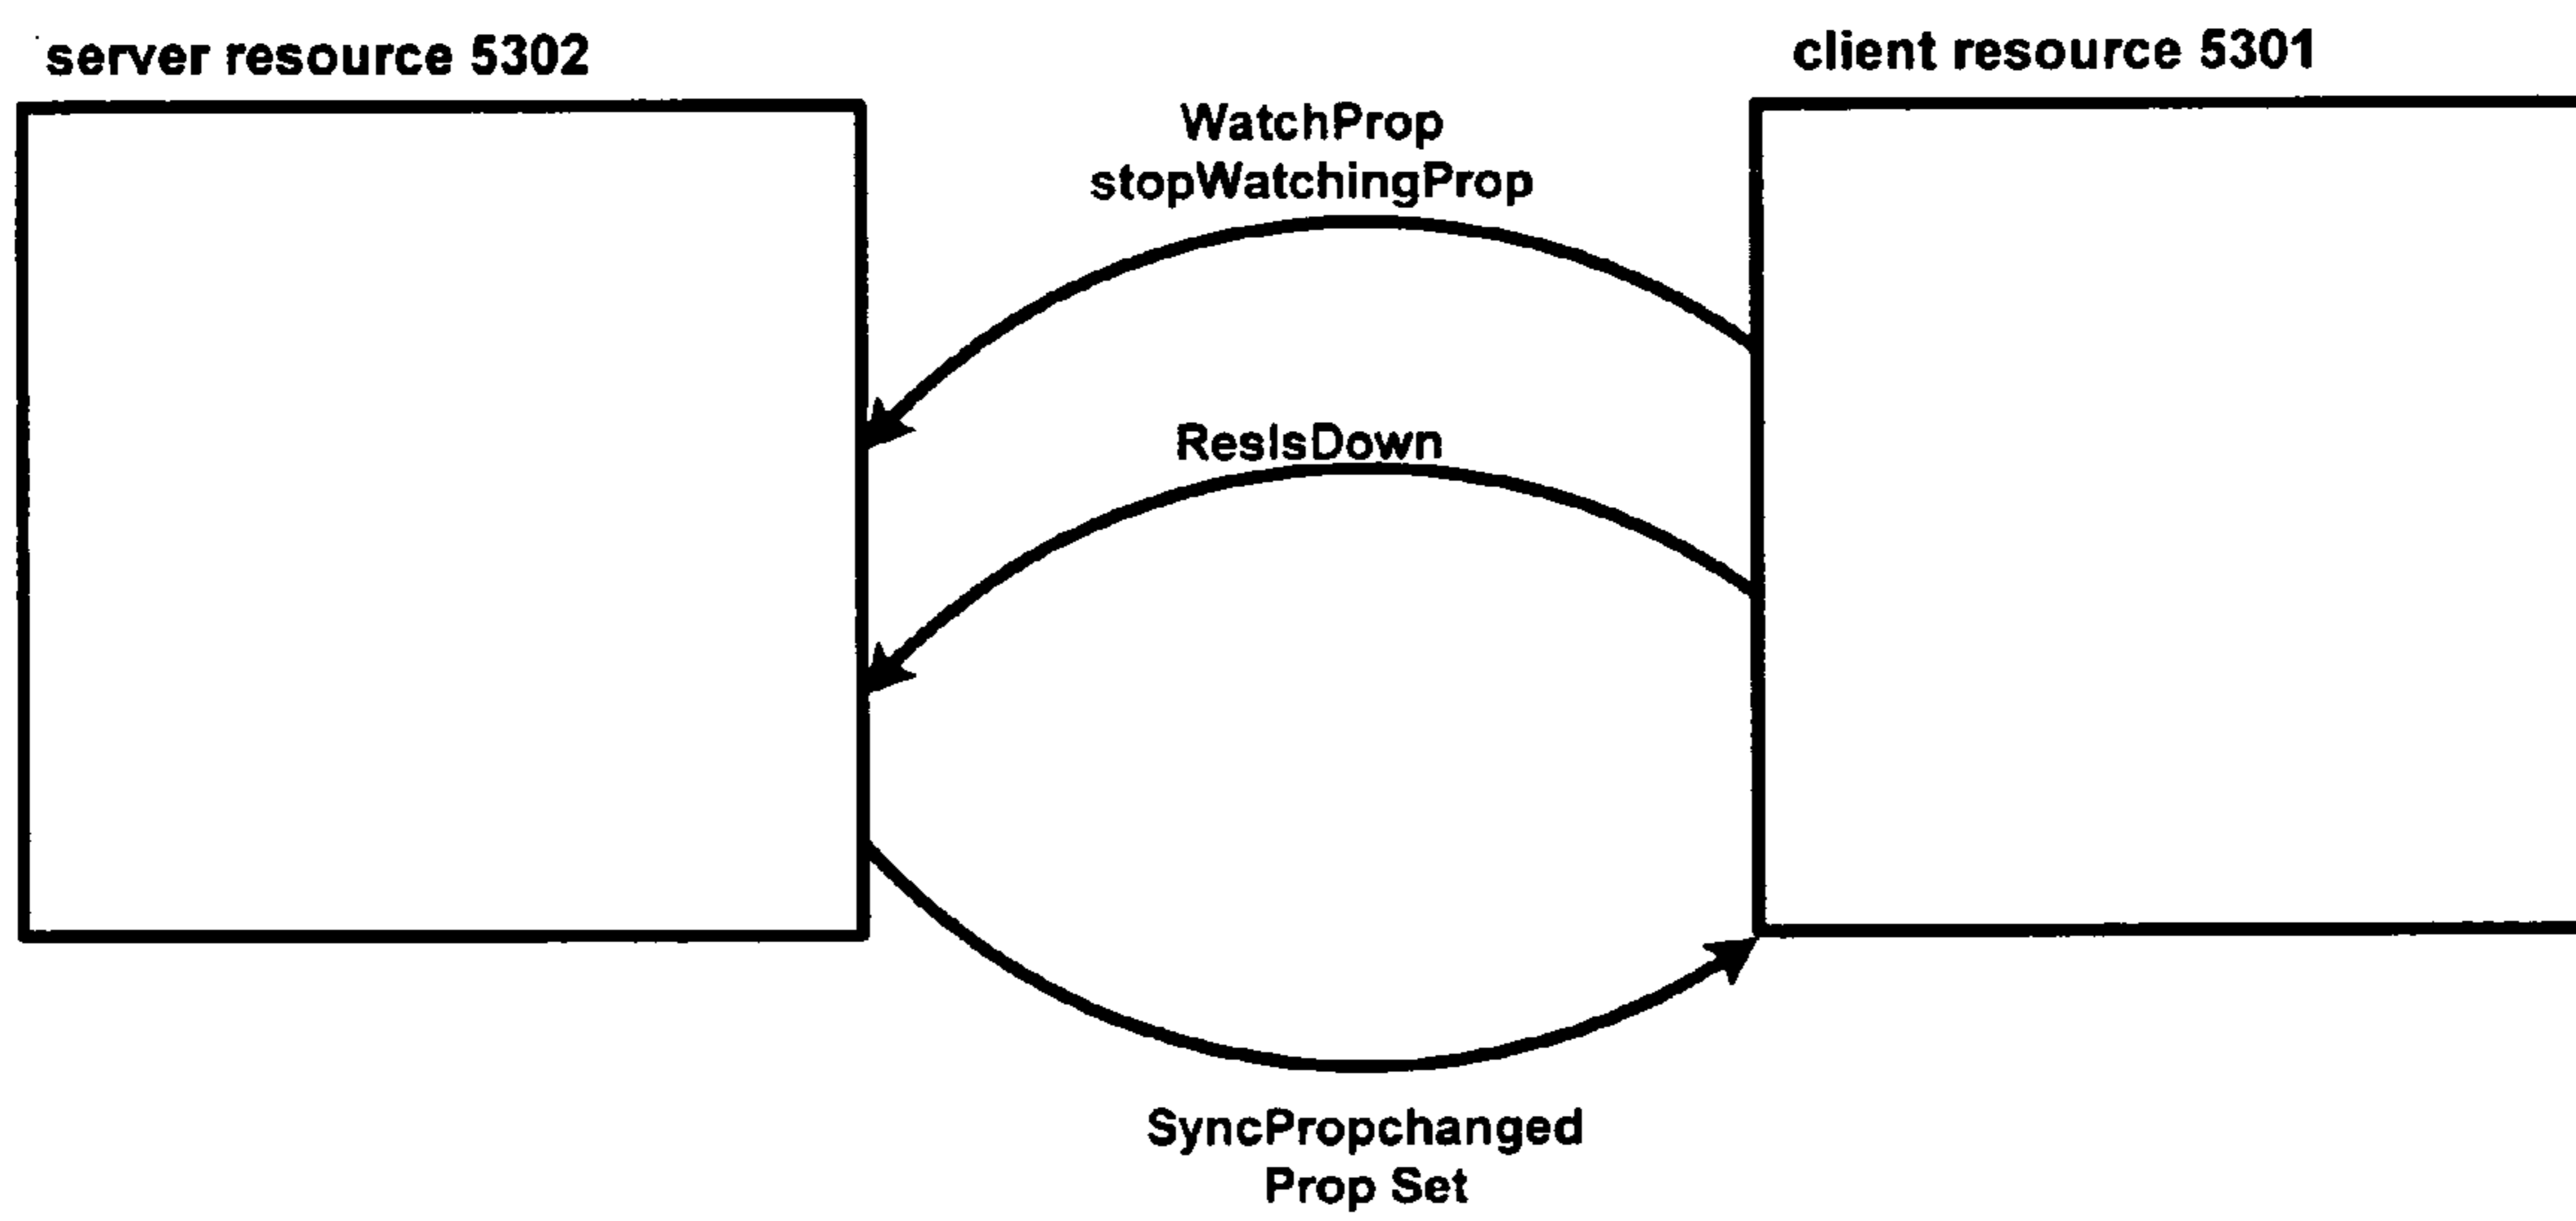 server resource 5302
client resource 5301
WatchProp
stopWatchingProp
ResIsDown
SyncPropchanged
Prop Set